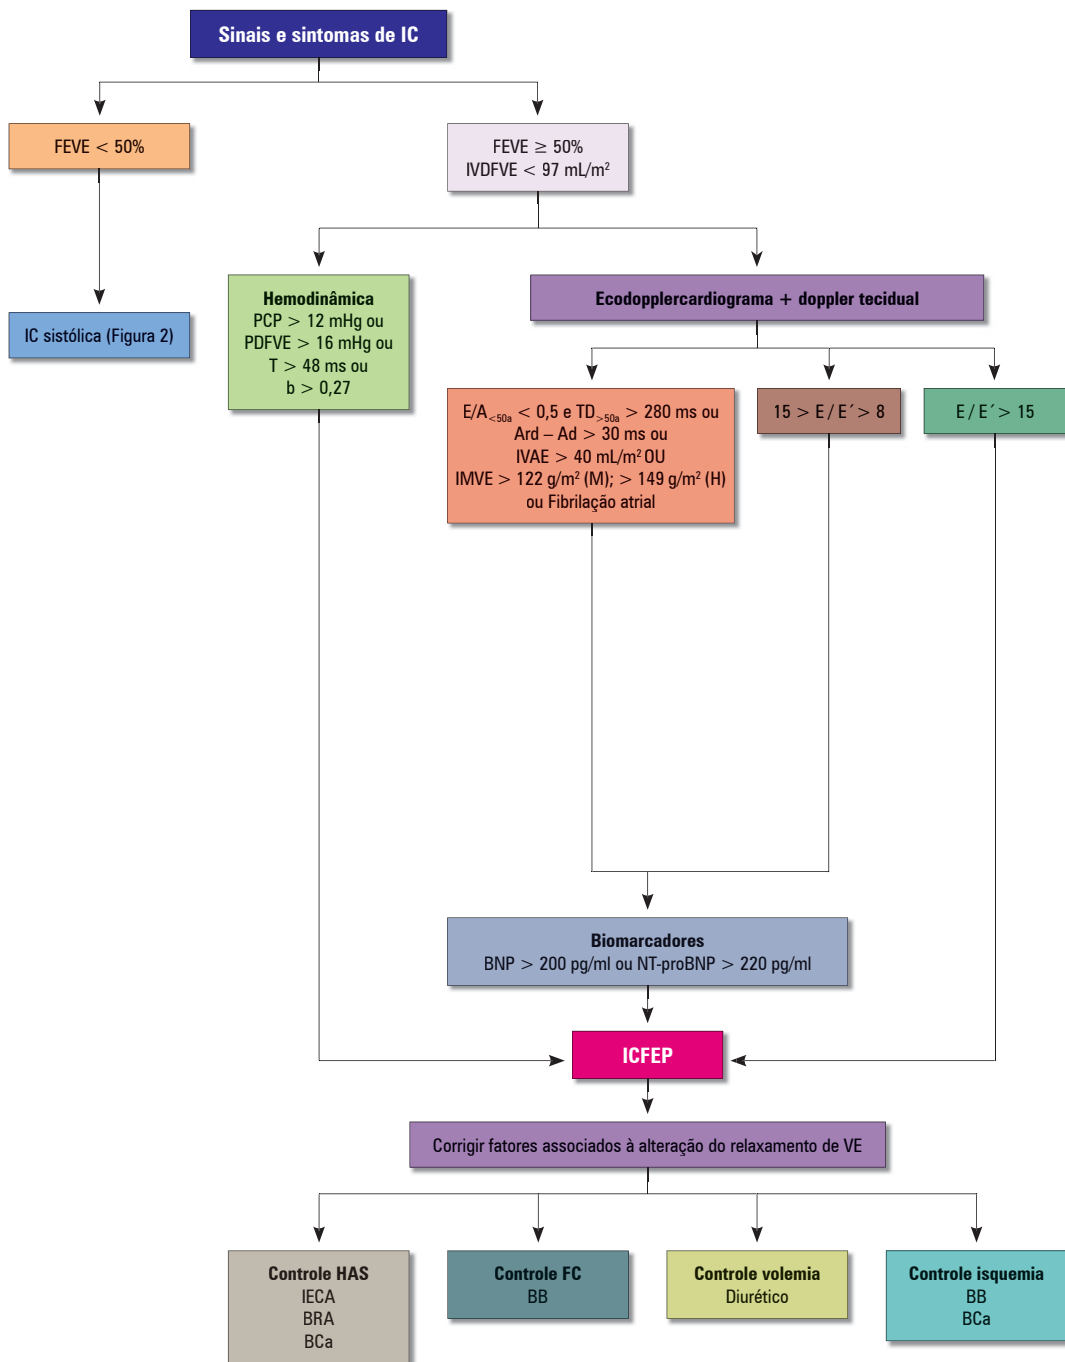 Sinais e sintomas de IC
FEVE < 50%
FEVE ≥ 50%
IVDFVE < 97 mL/m²
Hemodinâmica
PCP > 12 mHg ou
PDFVE > 16 mHg ou
T > 48 ms ou
b > 0,27
Ecodopplercardiograma + doppler tecidual
IC sistólica (Figura 2)
E/A<50a < 0,5 e TD>50a > 280 ms ou
Ard – Ad > 30 ms ou
IVAE > 40 mL/m² OU
IMVE > 122 g/m² (M); > 149 g/m² (H)
ou Fibrilação atrial
15 > E / E´ > 8
E / E´ > 15
Biomarcadores
BNP > 200 pg/ml ou NT-proBNP > 220 pg/ml
ICFEP
Corrigir fatores associados à alteração do relaxamento de VE
Controle HAS
IECA
BRA
BCa
Controle FC
BB
Controle volemia
Diurético
Controle isquemia
BB
BCa